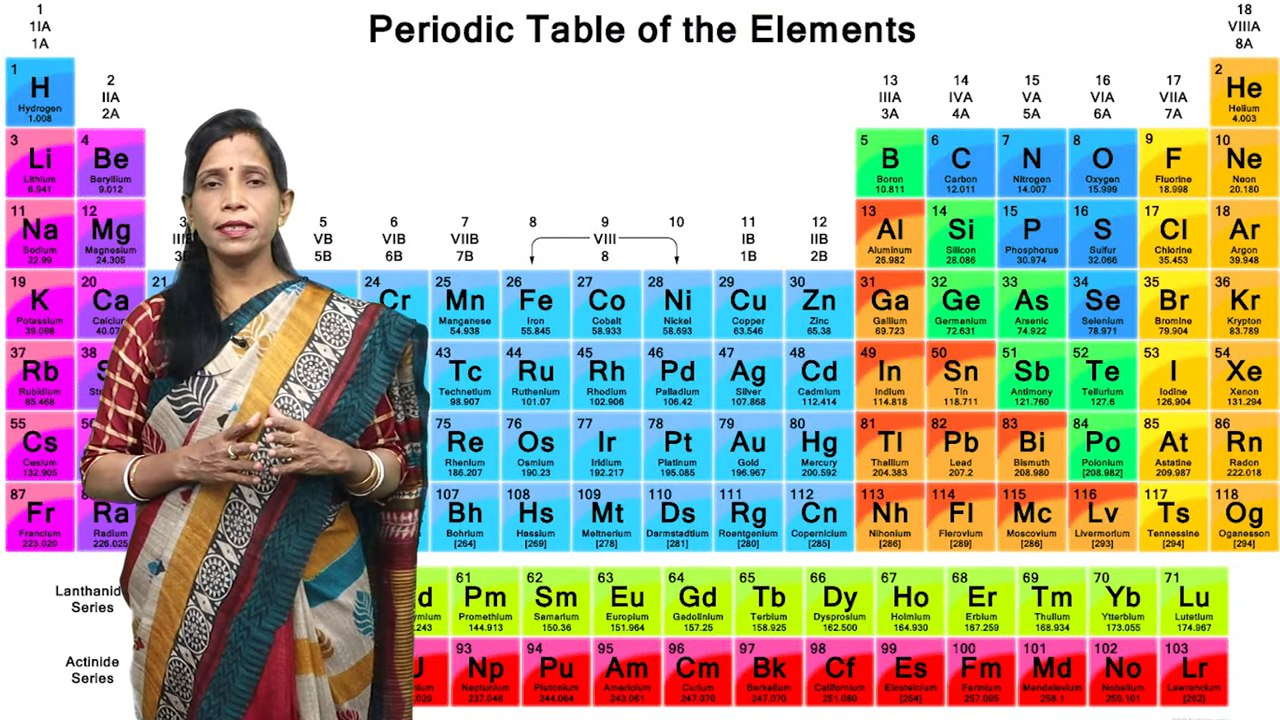 Periodic Table of the Elements
1
1IA
1A
18
VIIIA
8A
2
IIA
2A
13
IIIA
3A
14
IVA
4A
15
VA
5A
16
VIA
6A
17
VIIA
7A
1
H
Hydrogen
1.008
2
He
Helium
4.003
3
Li
Lithium
6.941
4
Be
Beryllium
9.012
5
B
Boron
10.811
6
C
Carbon
12.011
7
N
Nitrogen
14.007
8
O
Oxygen
15.999
9
F
Fluorine
18.998
10
Ne
Neon
20.180
11
Na
Sodium
22.99
12
Mg
Magnesium
24.305
5
VB
5B
6
VIB
6B
7
VIIB
7B
8
9
10
VIII
8
11
IB
1B
12
IIB
2B
13
Al
Aluminum
26.982
14
Si
Silicon
28.086
15
P
Phosphorus
30.974
16
S
Sulfur
32.066
17
Cl
Chlorine
35.453
18
Ar
Argon
39.948
19
K
Potassium
39.098
20
Ca
21
24
Cr
25
Mn
Manganese
54.938
26
Fe
Iron
55.845
27
Co
Cobalt
58.933
28
Ni
Nickel
58.693
29
Cu
Copper
63.546
30
Zn
Zinc
65.38
31
Ga
Gallium
69.723
32
Ge
Germanium
72.631
33
As
Arsenic
74.922
34
Se
Selenium
78.971
35
Br
Bromine
79.904
36
Kr
Krypton
83.789
37
Rb
Rubidium
85.468
38
43
Tc
Technetium
98.907
44
Ru
Ruthenium
101.07
45
Rh
Rhodium
102.906
46
Pd
Palladium
106.42
47
Ag
Silver
107.868
48
Cd
Cadmium
112.414
49
In
Indium
114.818
50
Sn
Tin
118.711
51
Sb
Antimony
121.760
52
Te
Tellurium
127.6
53
I
Iodine
126.904
54
Xe
Xenon
131.294
55
Cs
Cesium
132.905
75
Re
Rhenium
186.207
76
Os
Osmium
190.23
77
Ir
Iridium
192.217
78
Pt
Platinum
195.085
79
Au
Gold
196.967
80
Hg
Mercury
200.592
81
Tl
Thallium
204.383
82
Pb
Lead
207.2
83
Bi
Bismuth
208.980
84
Po
Polonium
[208.982]
85
At
Astatine
209.987
86
Rn
Radon
222.018
87
Fr
Francium
223.020
Ra
Radium
226.025
107
Bh
Bohrium
[264]
108
Hs
Hassium
[269]
109
Mt
Meitnerium
[278]
110
Ds
Darmstadtium
[281]
111
Rg
Roentgenium
[280]
112
Cn
Copernicium
[285]
113
Nh
Nihonium
[286]
114
Fl
Flerovium
[289]
115
Mc
Moscovium
[286]
116
Lv
Livermorium
[293]
117
Ts
Tennessine
[294]
118
Og
Oganesson
[294]
Lanthanid
Series
61
Pm
Promethium
144.913
62
Sm
Samarium
150.36
63
Eu
Europium
151.964
64
Gd
Gadolinium
157.25
65
Tb
Terbium
158.925
66
Dy
Dysprosium
162.500
67
Ho
Holmium
164.930
68
Er
Erbium
167.259
69
Tm
Thulium
168.934
70
Yb
Ytterbium
173.055
71
Lu
Lutetium
174.967
Actinide
Series
93
Np
Neptunium
237.048
94
Pu
Plutonium
244.064
95
Am
Americium
243.061
96
Cm
Curium
247.070
97
Bk
Berkelium
247.070
98
Cf
Californium
251.080
99
Es
Einsteinium
[254]
100
Fm
Fermium
257.095
101
Md
Mendelevium
258.1
102
No
Nobelium
259.101
103
Lr
Lawrencium
[262]